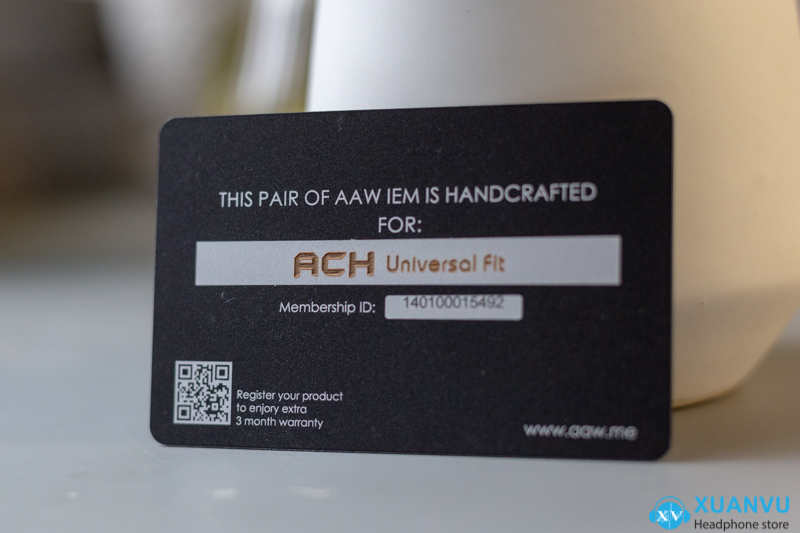 THIS PAIR OF AAW IEM IS HANDCRAFTED
FOR:
ACH Universal Fit
Membership ID: 140100015492
Register your product
to enjoy extra
3 month warranty
www.aaw.me
XV XUANVU
Headphone store